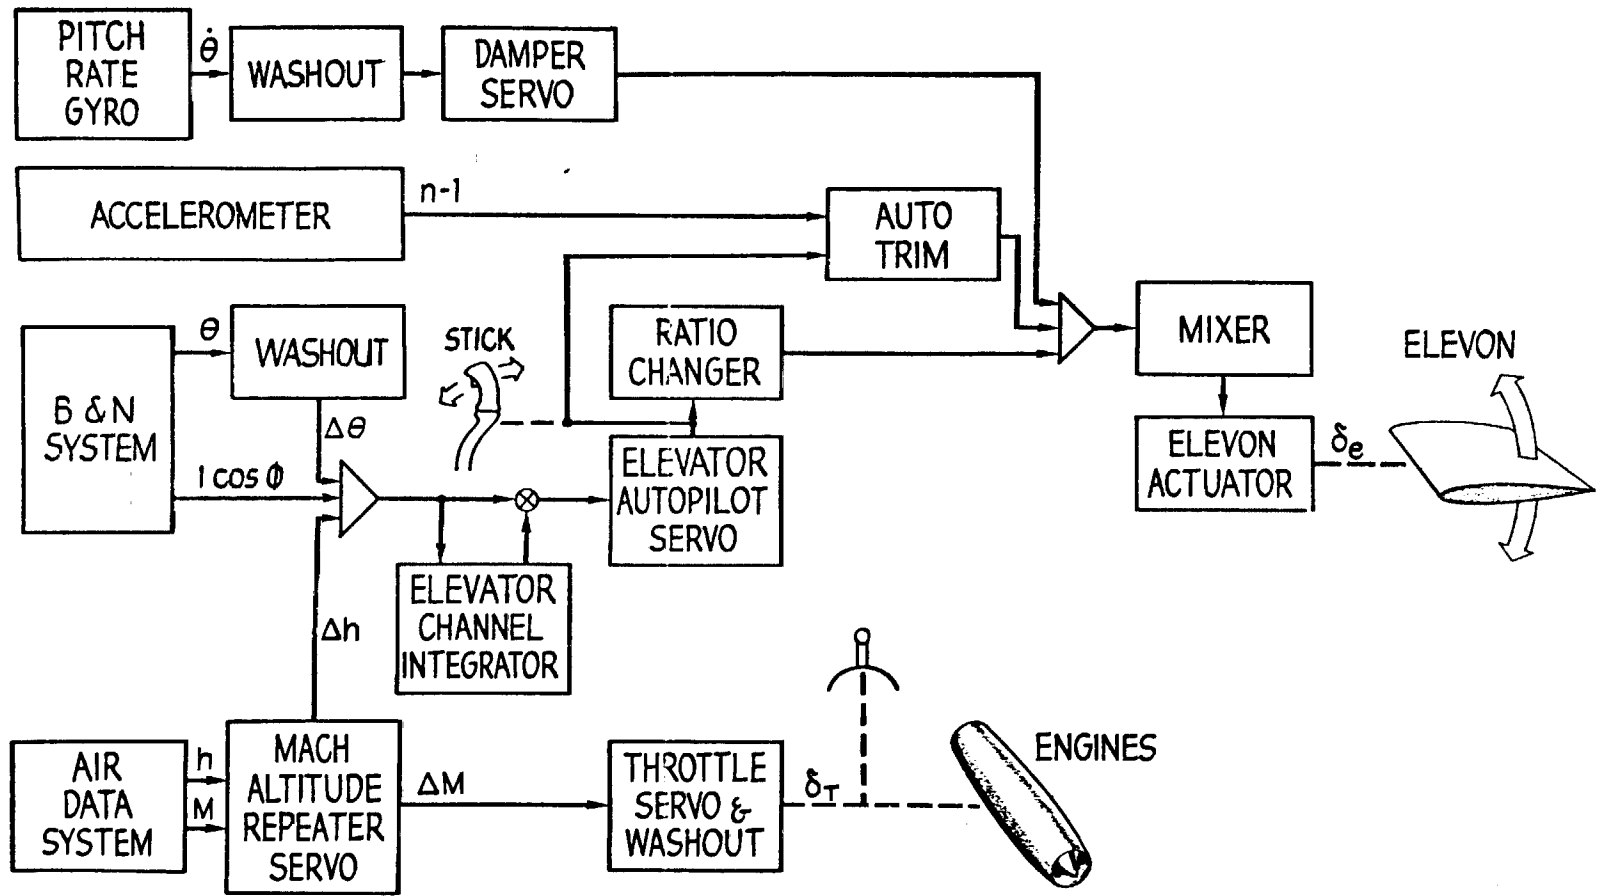 PITCH
RATE
GYRO
θ̇
WASHOUT
DAMPER
SERVO
ACCELEROMETER
n-1
AUTO
TRIM
B & N
SYSTEM
θ
WASHOUT
Δθ
1 cos ϕ
STICK
RATIO
CHANGER
ELEVATOR
AUTOPILOT
SERVO
ELEVATOR
CHANNEL
INTEGRATOR
MIXER
ELEVON
ACTUATOR
δe
ELEVON
Δh
AIR
DATA
SYSTEM
h
M
MACH
ALTITUDE
REPEATER
SERVO
ΔM
THROTTLE
SERVO &
WASHOUT
δT
ENGINES